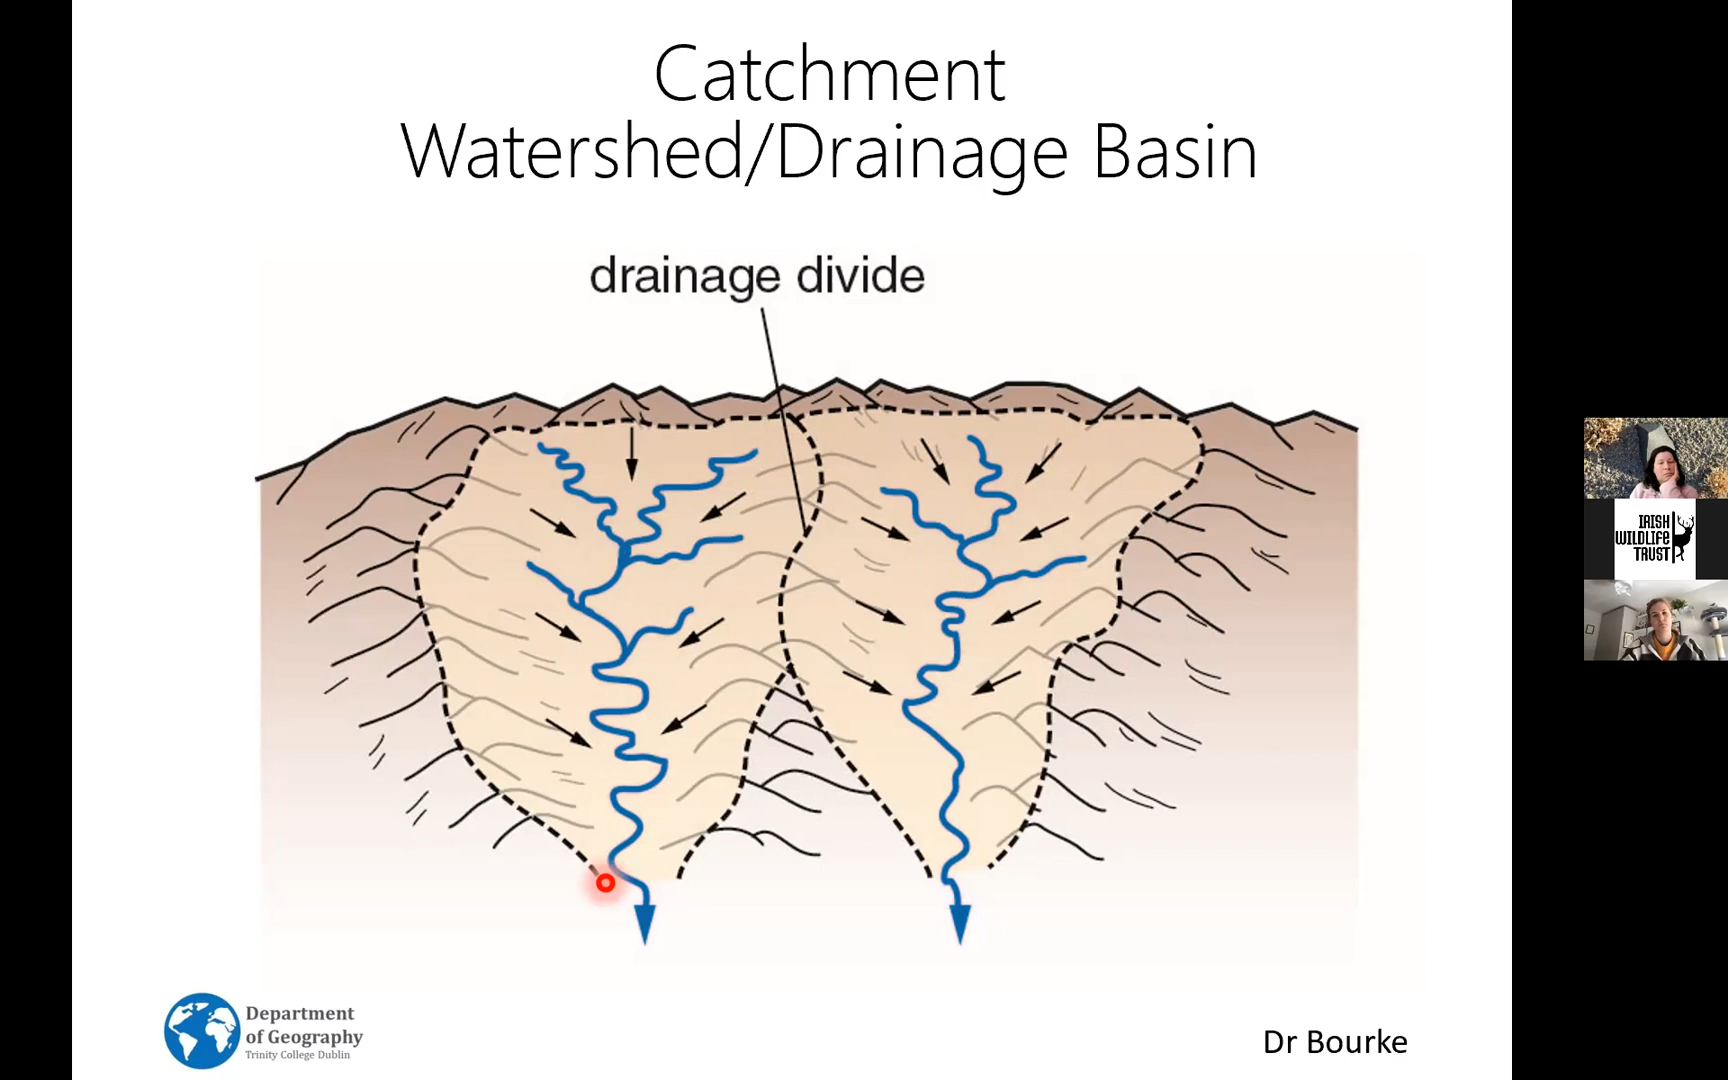 Catchment
Watershed/Drainage Basin
drainage divide
IRISH
WILDLIFE
TRUST
Department
of Geography
Trinity College Dublin
Dr Bourke